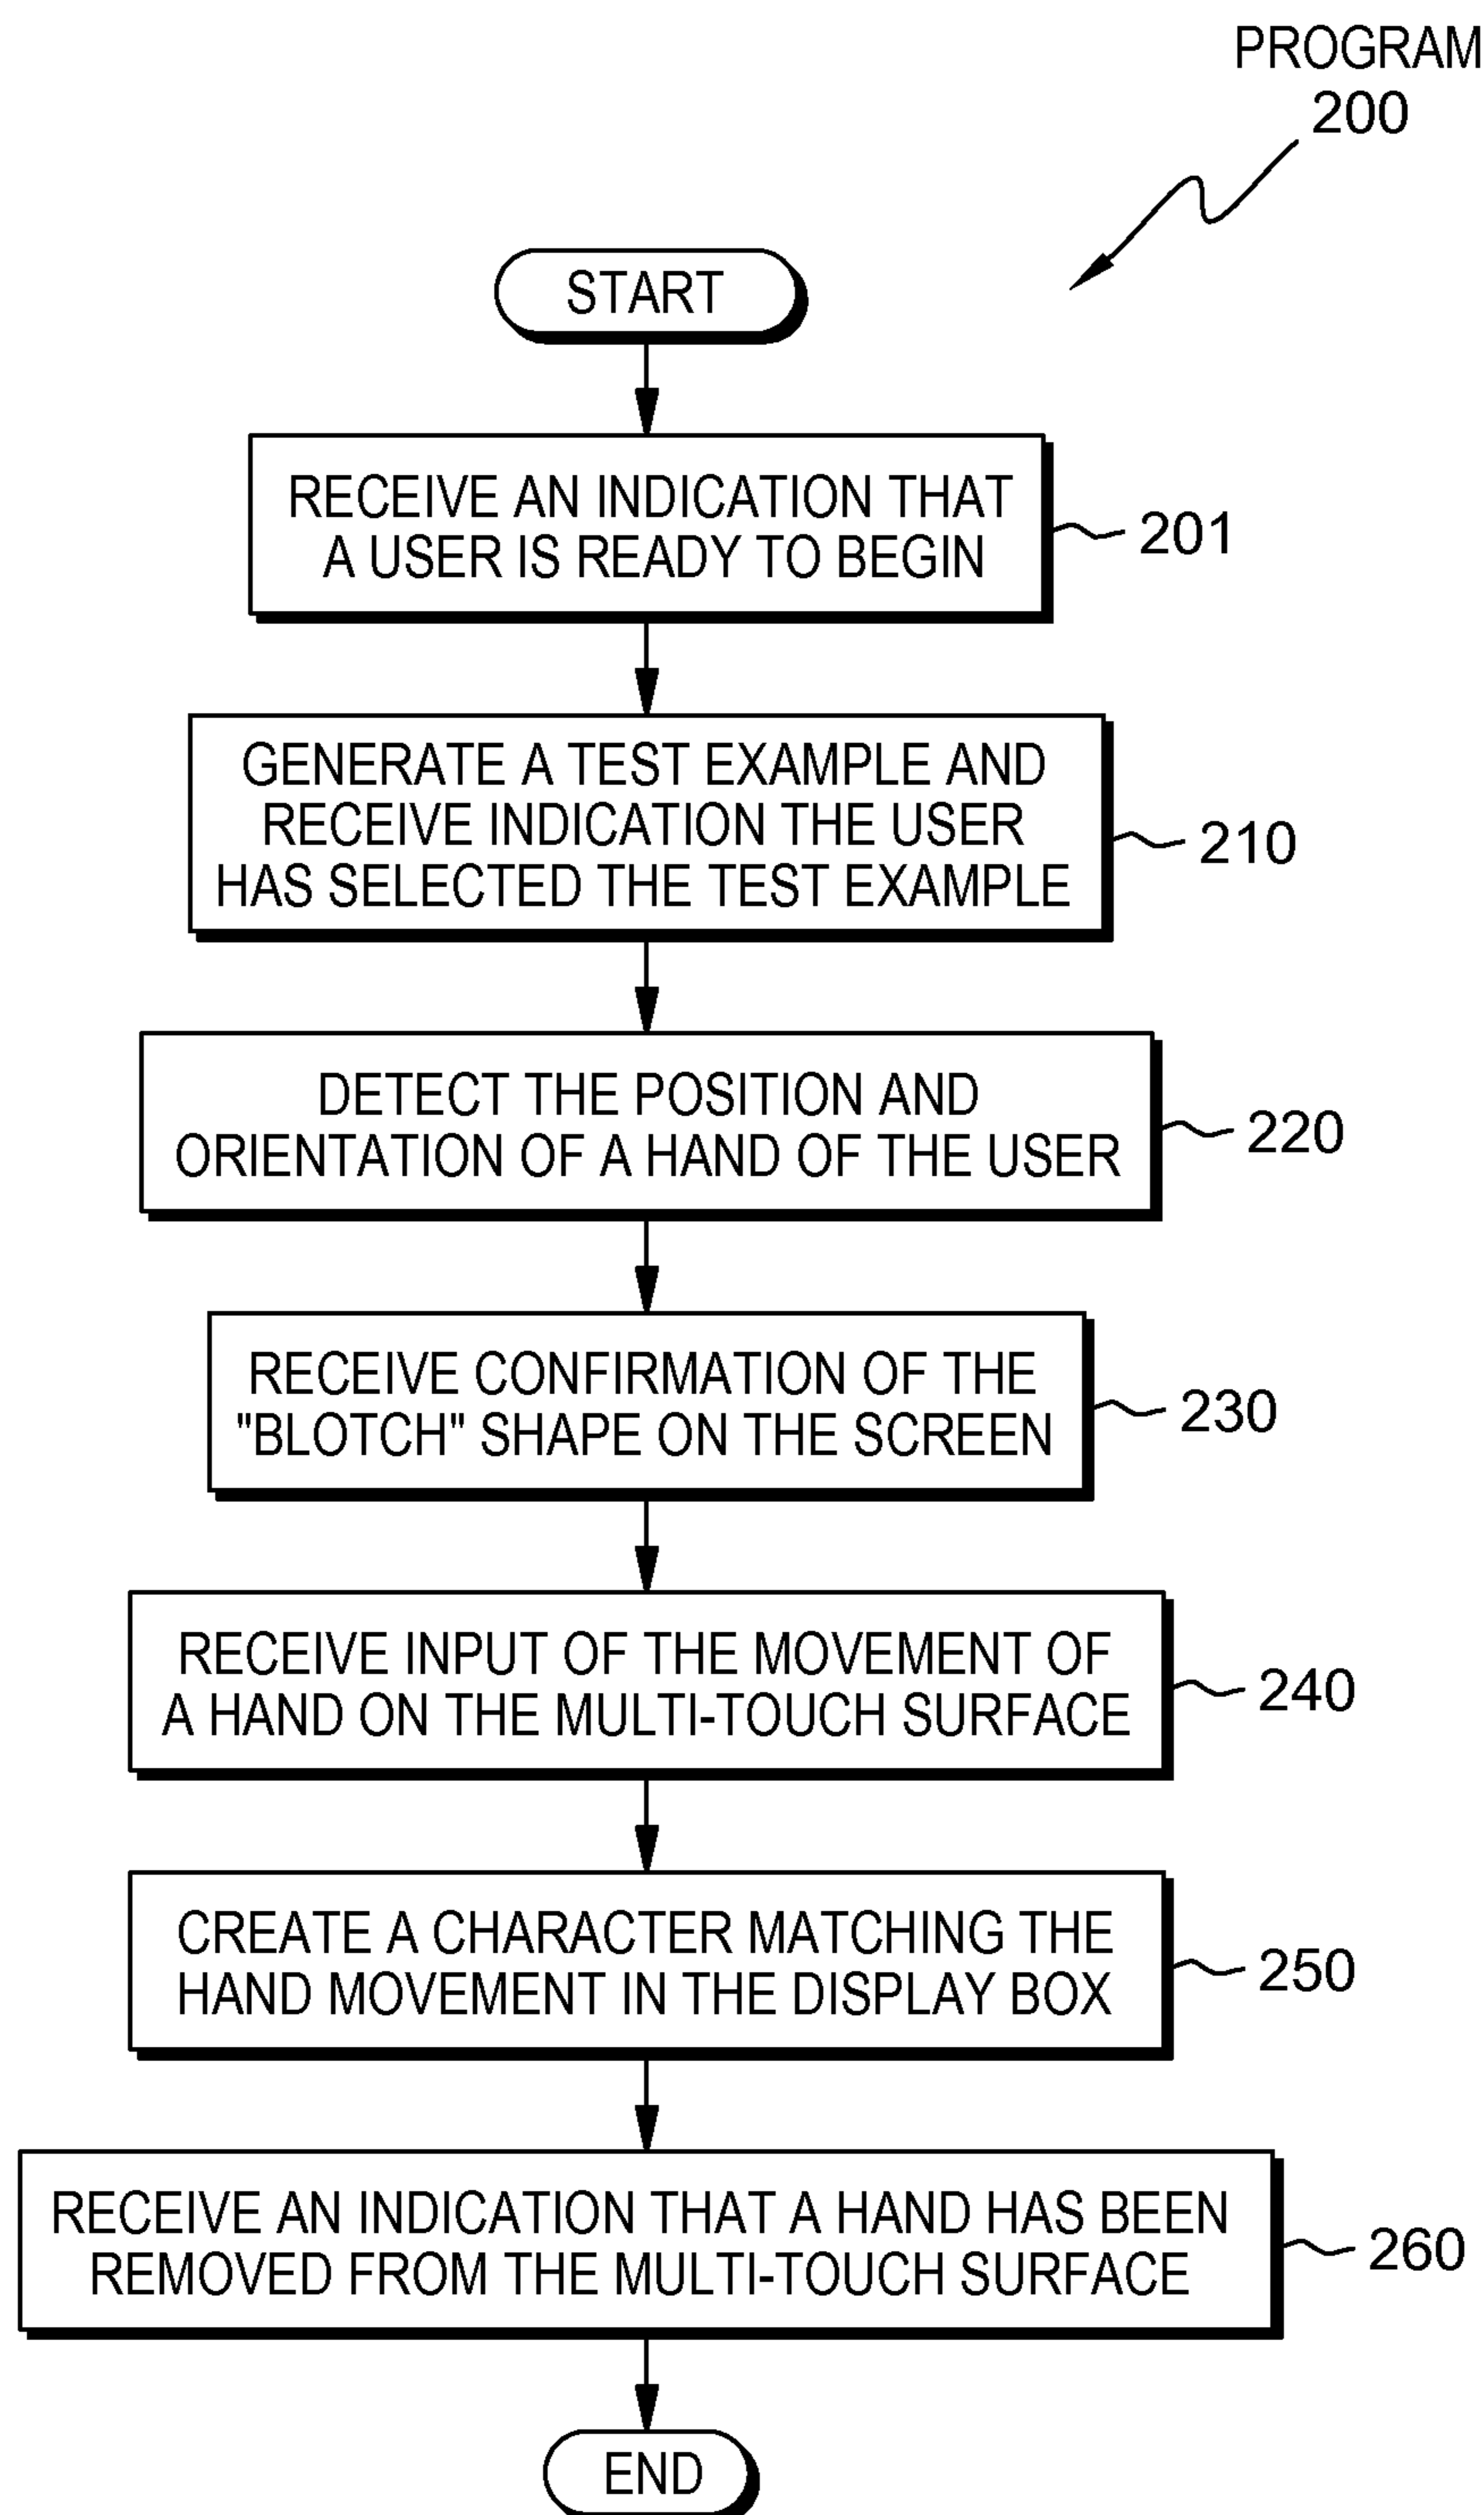 PROGRAM
200
START
RECEIVE AN INDICATION THAT
A USER IS READY TO BEGIN
201
GENERATE A TEST EXAMPLE AND
RECEIVE INDICATION THE USER
HAS SELECTED THE TEST EXAMPLE
210
DETECT THE POSITION AND
ORIENTATION OF A HAND OF THE USER
220
RECEIVE CONFIRMATION OF THE
"BLOTCH" SHAPE ON THE SCREEN
230
RECEIVE INPUT OF THE MOVEMENT OF
A HAND ON THE MULTI-TOUCH SURFACE
240
CREATE A CHARACTER MATCHING THE
HAND MOVEMENT IN THE DISPLAY BOX
250
RECEIVE AN INDICATION THAT A HAND HAS BEEN
REMOVED FROM THE MULTI-TOUCH SURFACE
260
END